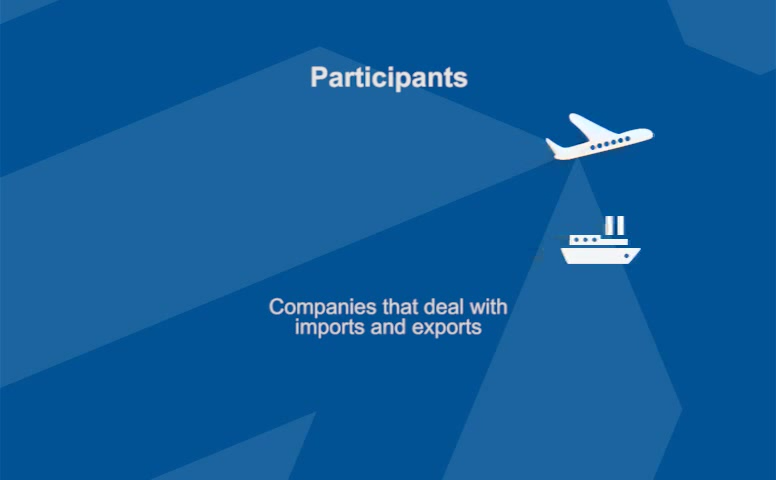 Participants
Companies that deal with
imports and exports